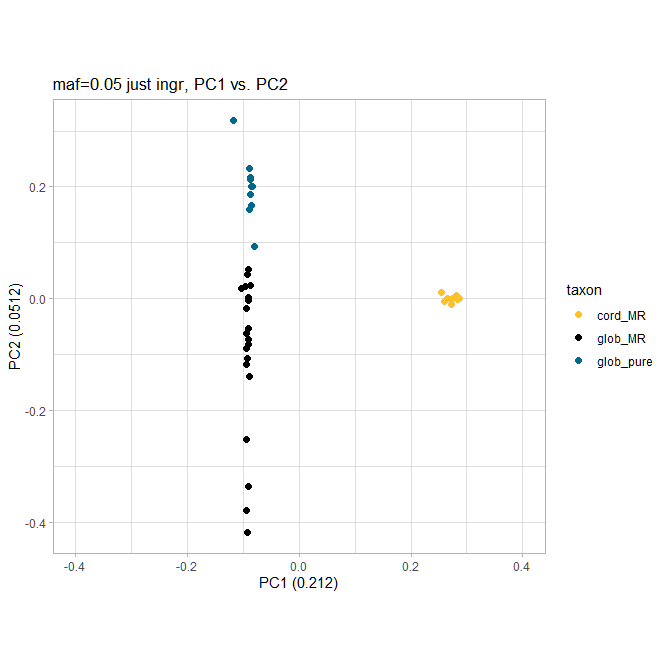 maf=0.05 just ingr, PC1 vs. PC2
PC2 (0.0512)
0.2
0.0
-0.2
-0.4
-0.4
-0.2
0.0
0.2
0.4
PC1 (0.212)
taxon
cord_MR
glob_MR
glob_pure